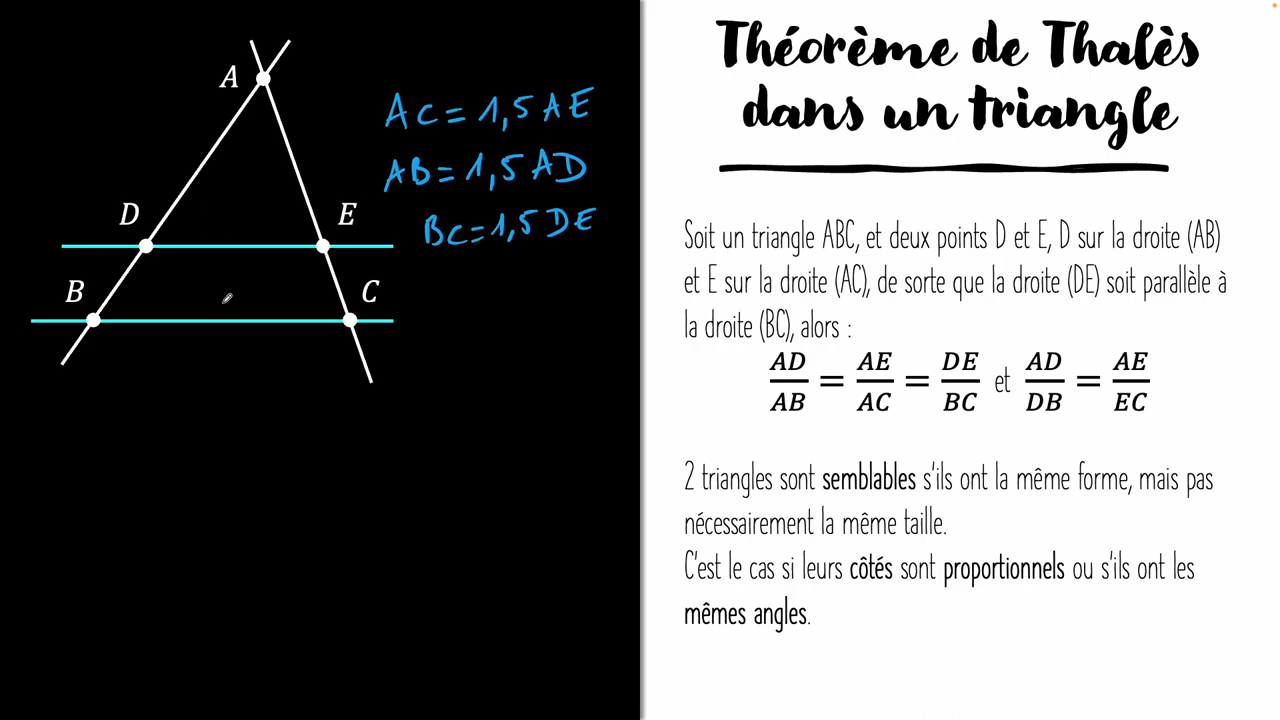 A
AC = 1,5 AE
AB = 1,5 AD
BC = 1,5 DE
D
E
B
C
Théorème de Thalès
dans un triangle
Soit un triangle ABC, et deux points D et E, D sur la droite (AB)
et E sur la droite (AC), de sorte que la droite (DE) soit parallèle à
la droite (BC), alors :
AD/AB = AE/AC = DE/BC et AD/DB = AE/EC
2 triangles sont semblables s'ils ont la même forme, mais pas
nécessairement la même taille.
C'est le cas si leurs côtés sont proportionnels ou s'ils ont les
mêmes angles.